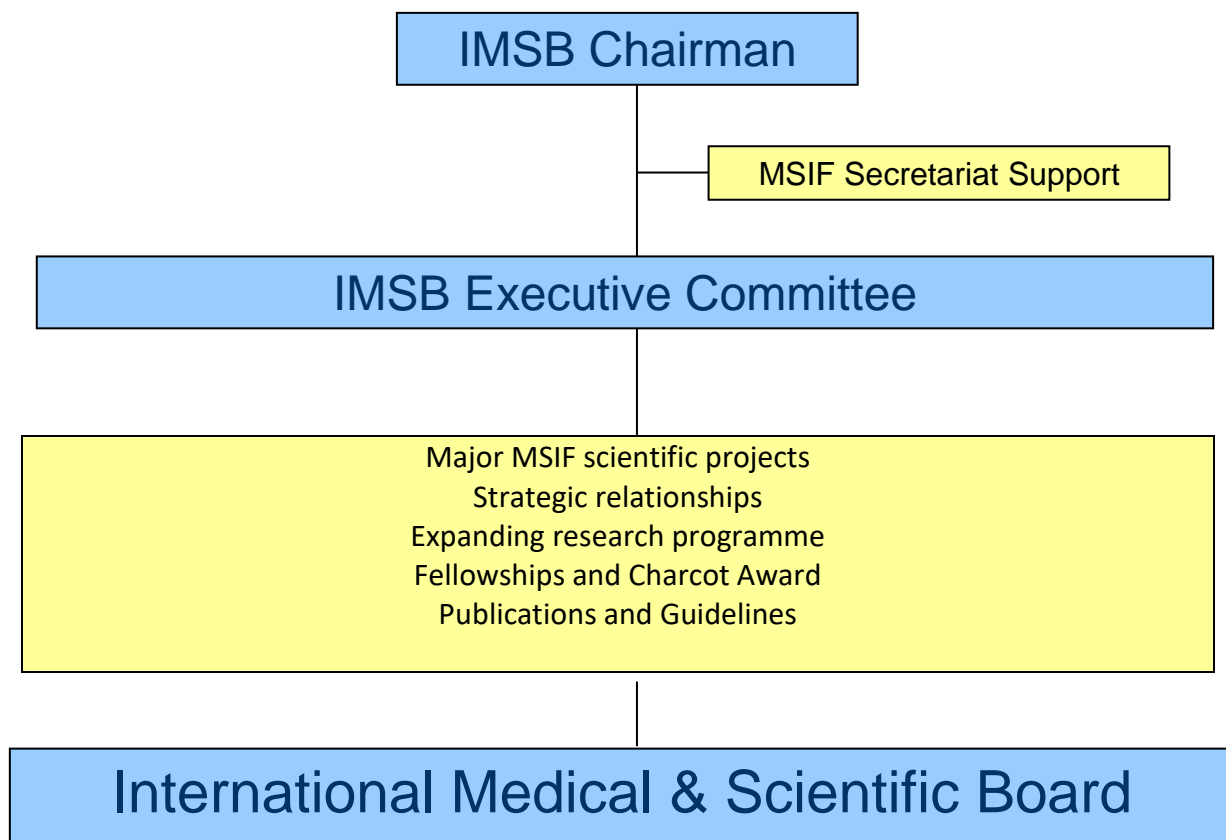 IMSB Chairman
MSIF Secretariat Support
IMSB Executive Committee
Major MSIF scientific projects
Strategic relationships
Expanding research programme
Fellowships and Charcot Award
Publications and Guidelines
International Medical & Scientific Board